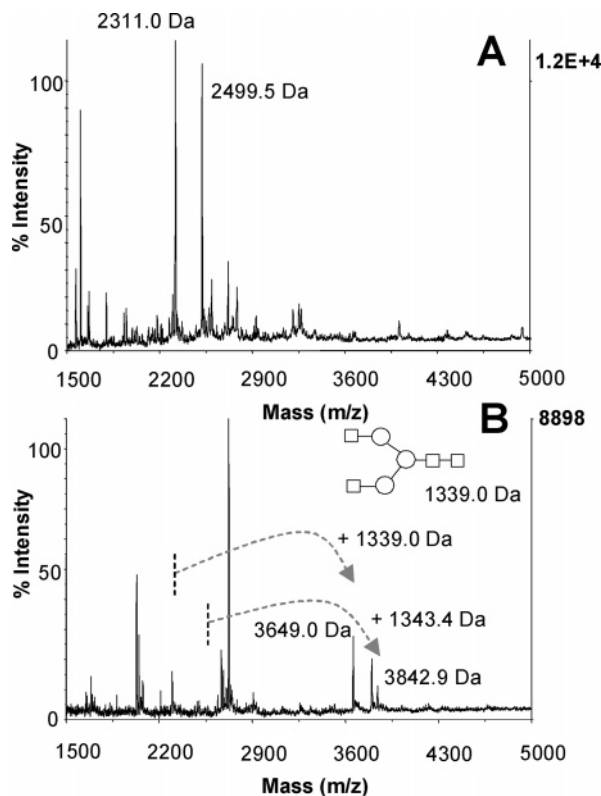 2311.0 Da
A
100
1.2E+4
2499.5 Da
% Intensity
50
0
1500 2200 2900 3600 4300 5000
Mass (m/z)
B
8898
100
1339.0 Da
+ 1339.0 Da
% Intensity
50
+ 1343.4 Da
3649.0 Da
3842.9 Da
0
1500 2200 2900 3600 4300 5000
Mass (m/z)